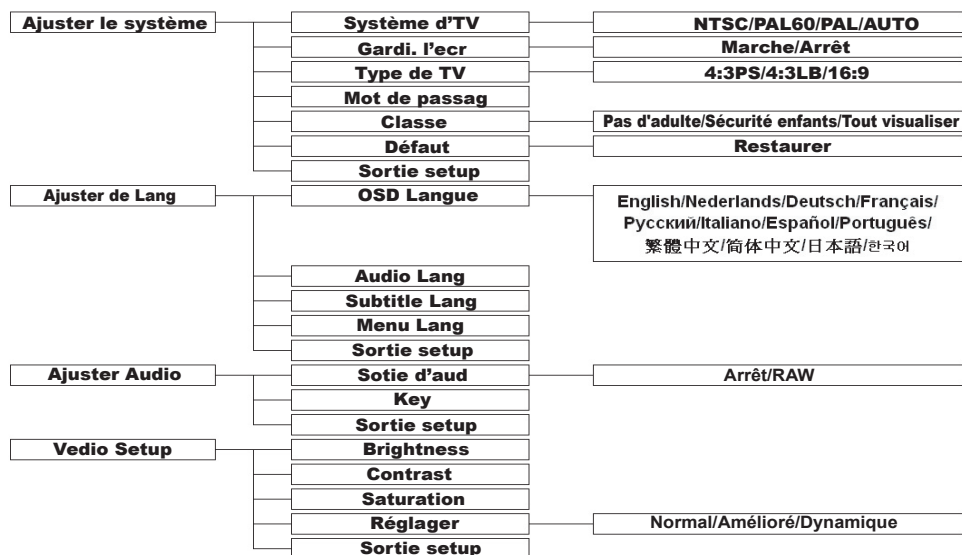 Ajuster le système
Système d'TV
NTSC/PAL60/PAL/AUTO
Gardi. l'ecr
Marche/Arrêt
Type de TV
4:3PS/4:3LB/16:9
Mot de passag
Classe
Pas d'adulte/Sécurité enfants/Tout visualiser
Défaut
Restaurer
Sortie setup
Ajuster de Lang
OSD Langue
English/Nederlands/Deutsch/Français/
Русский/Italiano/Español/Português/
繁體中文/简体中文/日本語/한국어
Audio Lang
Subtitle Lang
Menu Lang
Sortie setup
Ajuster Audio
Sotie d'aud
Arrêt/RAW
Key
Sortie setup
Vedio Setup
Brightness
Contrast
Saturation
Réglager
Normal/Amélioré/Dynamique
Sortie setup